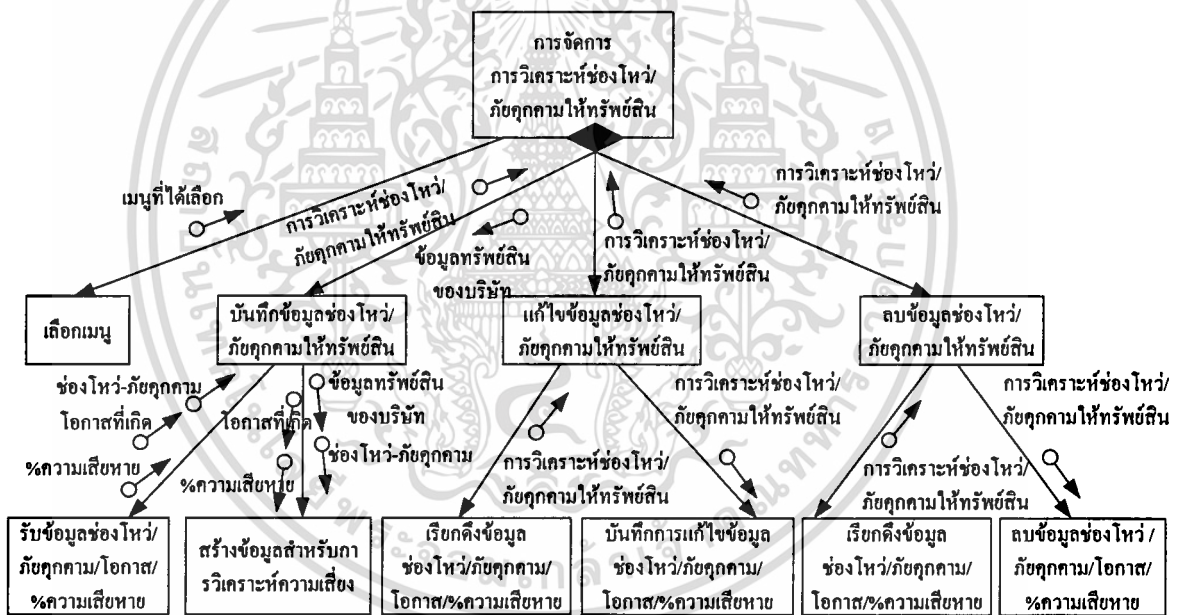 การจัดการ
การวิเคราะห์ช่องโหว่/
ภัยคุกคามให้ทรัพย์สิน
เมนูที่ได้เลือก
การวิเคราะห์ช่องโหว่/
ภัยคุกคามให้ทรัพย์สิน
ข้อมูลทรัพย์สิน
ของบริษัท
การวิเคราะห์ช่องโหว่/
ภัยคุกคามให้ทรัพย์สิน
การวิเคราะห์ช่องโหว่/
ภัยคุกคามให้ทรัพย์สิน
เลือกเมนู
บันทึกข้อมูลช่องโหว่/
ภัยคุกคามให้ทรัพย์สิน
แก้ไขข้อมูลช่องโหว่/
ภัยคุกคามให้ทรัพย์สิน
ลบข้อมูลช่องโหว่/
ภัยคุกคามให้ทรัพย์สิน
ช่องโหว่-ภัยคุกคาม
โอกาสที่เกิด
%ความเสียหาย
ข้อมูลทรัพย์สิน
ของบริษัท
โอกาสที่เกิด
ช่องโหว่-ภัยคุกคาม
%ความเสียหาย
การวิเคราะห์ช่องโหว่/
ภัยคุกคามให้ทรัพย์สิน
การวิเคราะห์ช่องโหว่/
ภัยคุกคามให้ทรัพย์สิน
การวิเคราะห์ช่องโหว่/
ภัยคุกคามให้ทรัพย์สิน
การวิเคราะห์ช่องโหว่/
ภัยคุกคามให้ทรัพย์สิน
รับข้อมูลช่องโหว่/
ภัยคุกคาม/โอกาส/
%ความเสียหาย
สร้างข้อมูลสำหรับกา
รวิเคราะห์ความเสี่ยง
เรียกดึงข้อมูล
ช่องโหว่/ภัยคุกคาม/
โอกาส/%ความเสียหาย
บันทึกการแก้ไขข้อมูล
ช่องโหว่/ภัยคุกคาม/
โอกาส/%ความเสียหาย
เรียกดึงข้อมูล
ช่องโหว่/ภัยคุกคาม/
โอกาส/%ความเสียหาย
ลบข้อมูลช่องโหว่ /
ภัยคุกคาม/โอกาส/
%ความเสียหาย